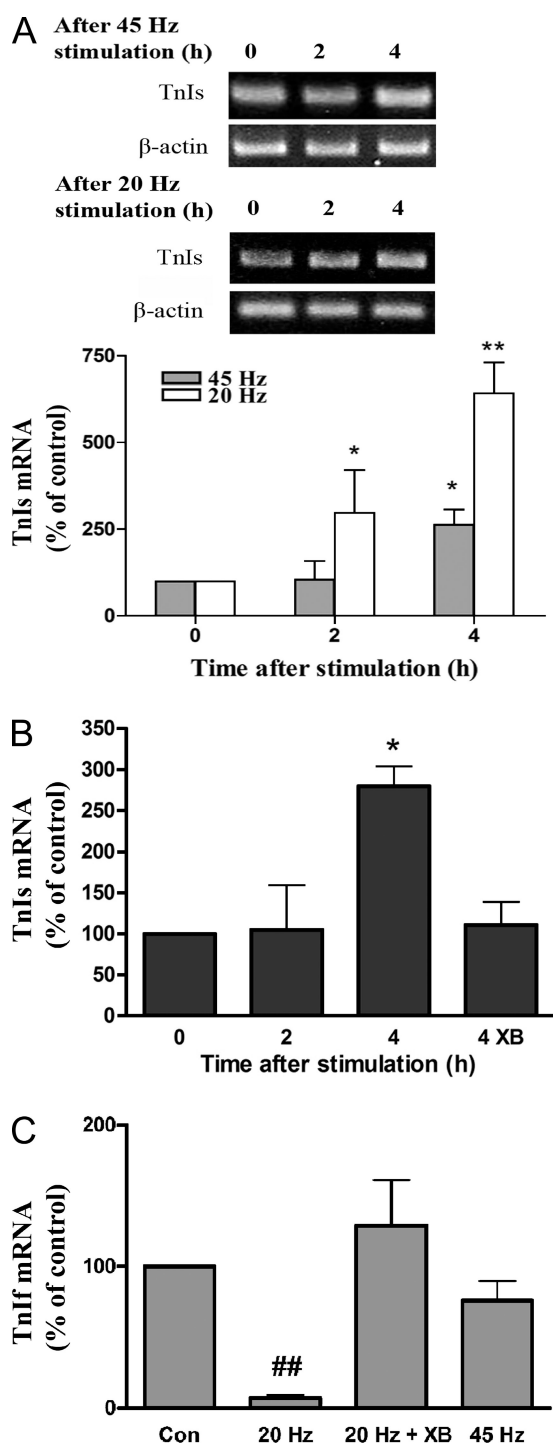 A
After 45 Hz
stimulation (h) 0 2 4
TnIs
β-actin
After 20 Hz
stimulation (h) 0 2 4
TnIs
β-actin
TnIs mRNA
(% of control)
750
500
250
0
45 Hz
20 Hz
*
*
**
0 2 4
Time after stimulation (h)
B
TnIs mRNA
(% of control)
350
300
250
200
150
100
50
0
*
0 2 4 4 XB
Time after stimulation (h)
C
TnIf mRNA
(% of control)
200
100
0
##
Con 20 Hz 20 Hz + XB 45 Hz